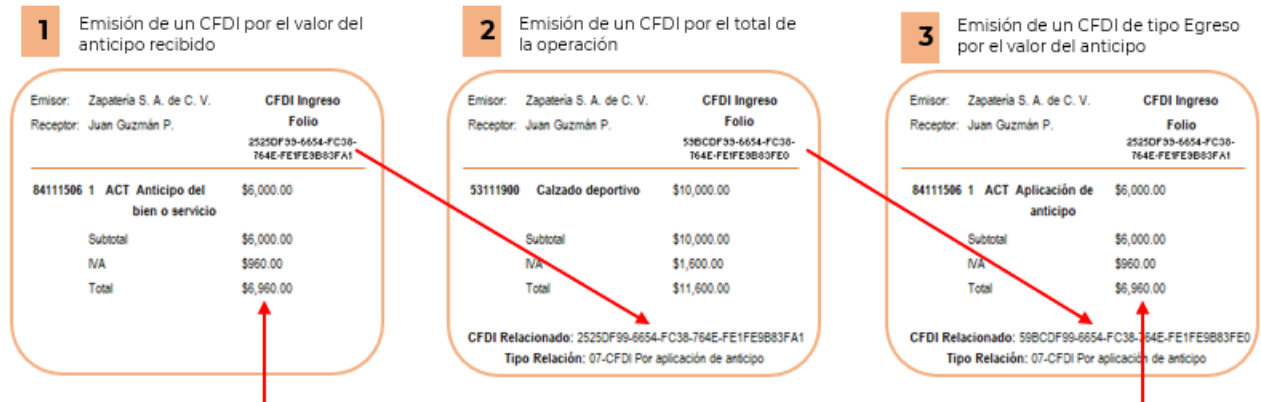 1
Emisión de un CFDI por el valor del
anticipo recibido
Emisor: Zapateria S. A. de C. V. CFDI Ingreso
Receptor: Juan Guzmán P. Folio
2525DF99-6654-FC38-
764E-FE1FE9B83FA1
84111506 1 ACT Anticipo del $6,000.00
bien o servicio
Subtotal $6,000.00
IVA $960.00
Total $6,960.00
2
Emisión de un CFDI por el total de
la operación
Emisor: Zapateria S. A. de C. V. CFDI Ingreso
Receptor: Juan Guzmán P. Folio
59BCDF99-6654-FC38-
764E-FE1FE9B83FE0
53111900 Calzado deportivo $10,000.00
Subtotal $10,000.00
IVA $1,600.00
Total $11,600.00
CFDI Relacionado: 2525DF99-6654-FC38-764E-FE1FE9B83FA1
Tipo Relación: 07-CFDI Por aplicación de anticipo
3
Emisión de un CFDI de tipo Egreso
por el valor del anticipo
Emisor: Zapateria S. A. de C. V. CFDI Ingreso
Receptor: Juan Guzmán P. Folio
2525DF99-6654-FC38-
764E-FE1FE9B83FA1
84111506 1 ACT Aplicación de $6,000.00
anticipo
Subtotal $6,000.00
IVA $960.00
Total $6,960.00
CFDI Relacionado: 59BCDF99-6654-FC38-764E-FE1FE9B83FE0
Tipo Relación: 07-CFDI Por aplicación de anticipo